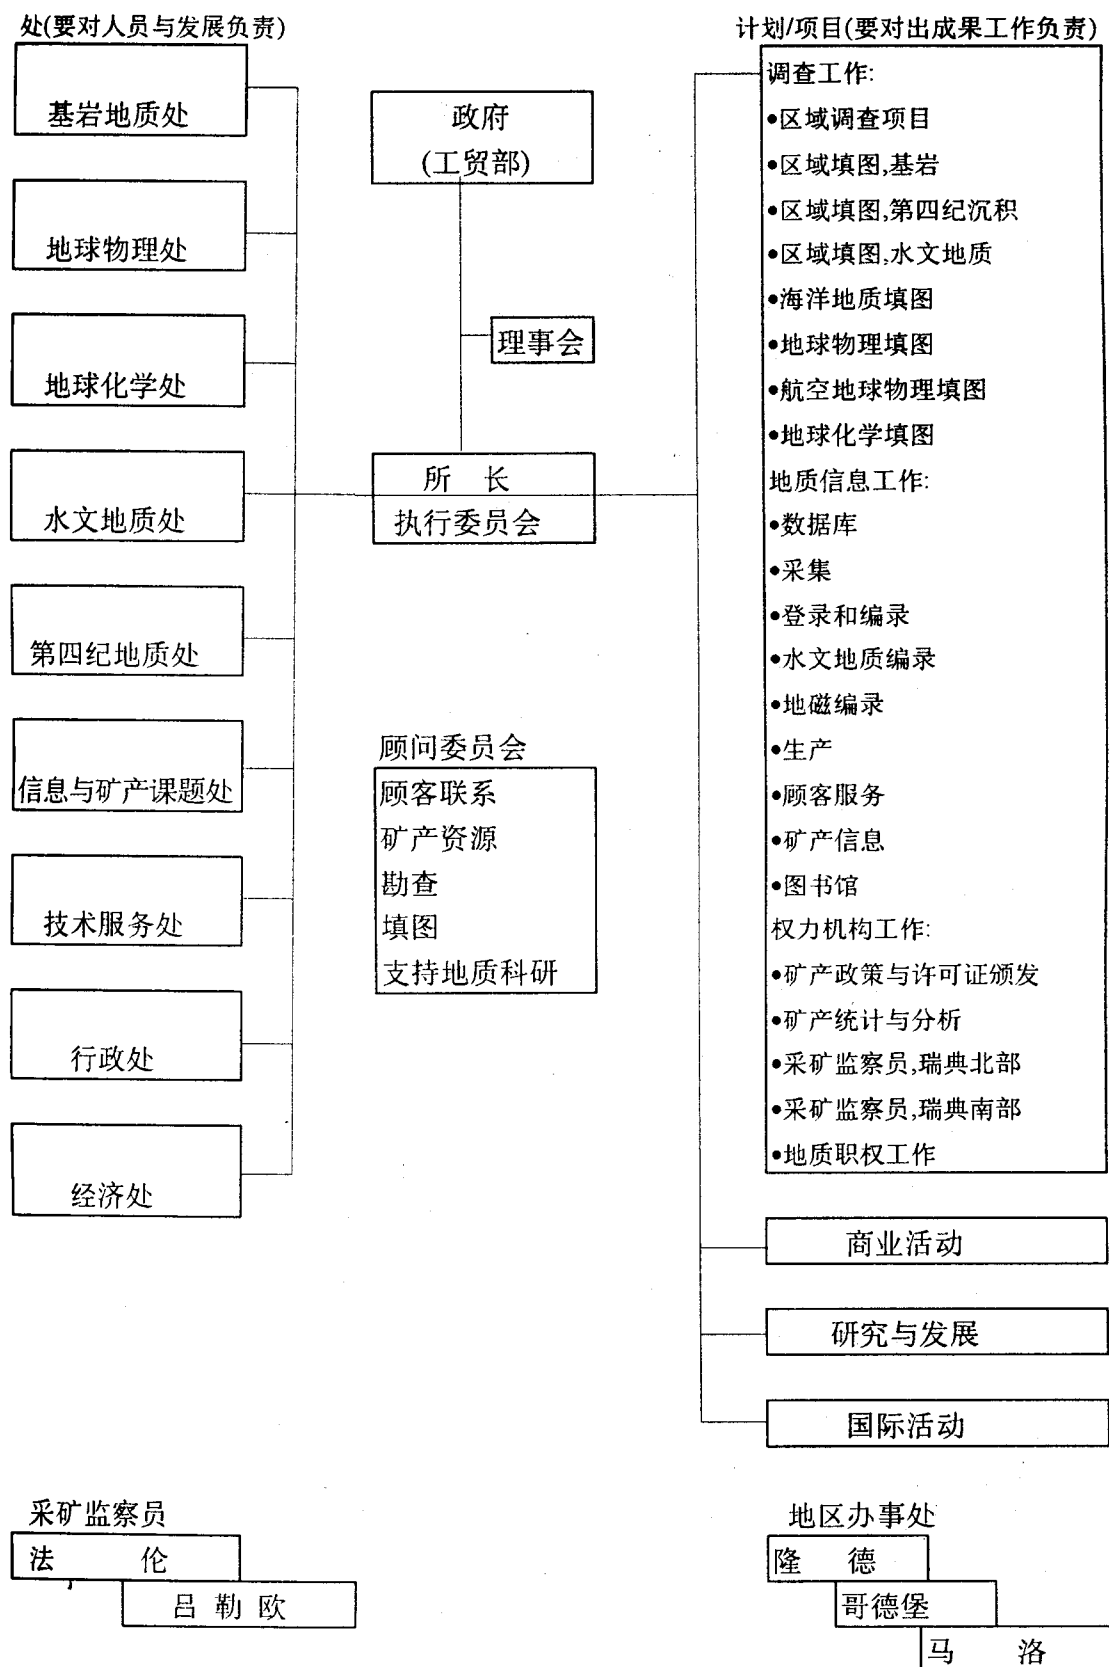 处(要对人员与发展负责)
基岩地质处
地球物理处
地球化学处
水文地质处
第四纪地质处
信息与矿产课题处
技术服务处
行政处
经济处
政府
(工贸部)
理事会
所 长
执行委员会
顾问委员会
顾客联系
矿产资源
勘查
填图
支持地质科研
计划/项目(要对出成果工作负责)
调查工作:
•区域调查项目
•区域填图,基岩
•区域填图,第四纪沉积
•区域填图,水文地质
•海洋地质填图
•地球物理填图
•航空地球物理填图
•地球化学填图
地质信息工作:
•数据库
•采集
•登录和编录
•水文地质编录
•地磁编录
•生产
•顾客服务
•矿产信息
•图书馆
权力机构工作:
•矿产政策与许可证颁发
•矿产统计与分析
•采矿监察员,瑞典北部
•采矿监察员,瑞典南部
•地质职权工作
商业活动
研究与发展
国际活动
采矿监察员
法 伦
吕勒欧
地区办事处
隆 德
哥德堡
马 洛